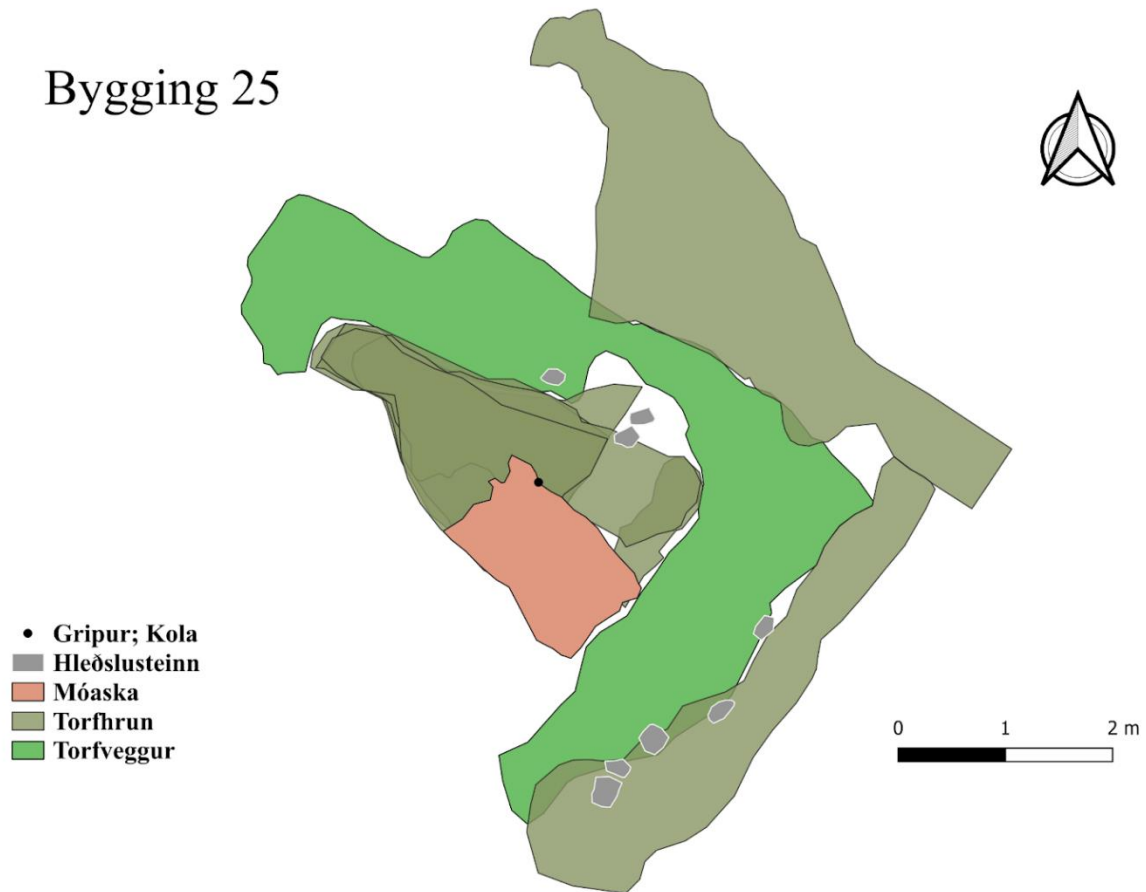 Bygging 25
Gripur; Kola
Hleðslusteinn
Móaska
Torfhrun
Torfveggur
0 1 2 m